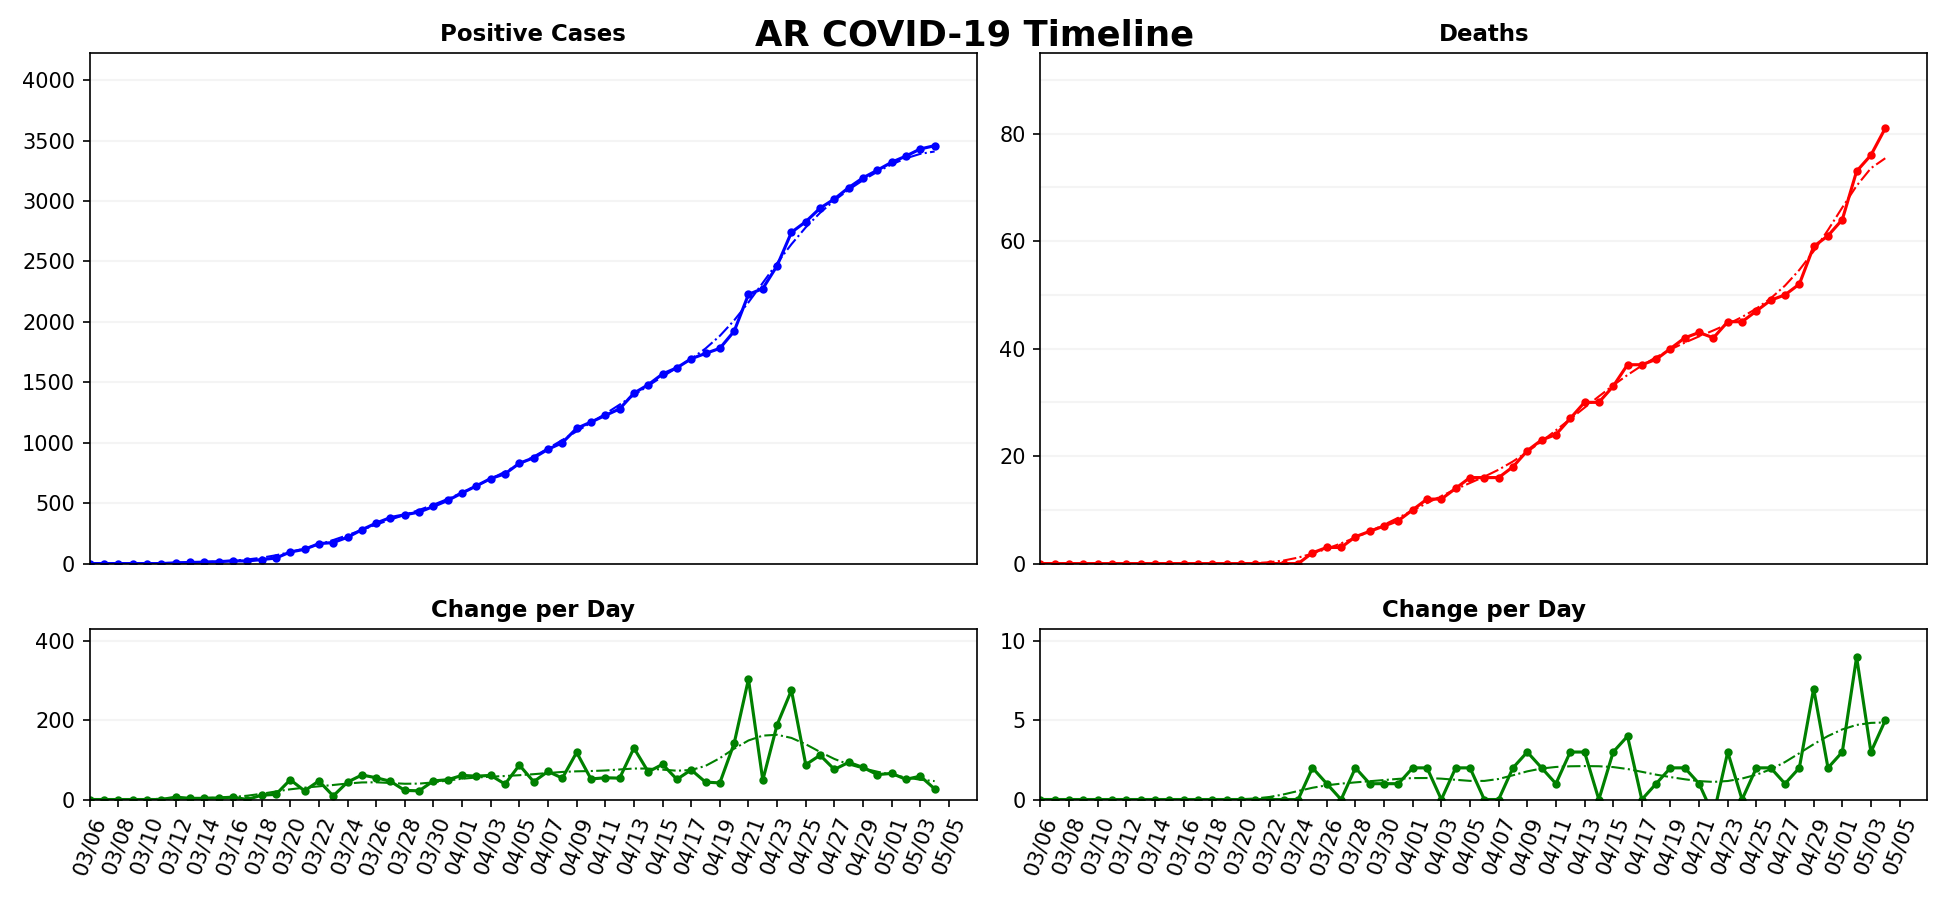 AR COVID-19 Timeline
Positive Cases
4000
3500
3000
2500
2000
1500
1000
500
0
Deaths
80
60
40
20
0
Change per Day
400
200
0
03/06 03/08 03/10 03/12 03/14 03/16 03/18 03/20 03/22 03/24 03/26 03/28 03/30 04/01 04/03 04/05 04/07 04/09 04/11 04/13 04/15 04/17 04/19 04/21 04/23 04/25 04/27 04/29 05/01 05/03 05/05
Change per Day
10
5
0
03/06 03/08 03/10 03/12 03/14 03/16 03/18 03/20 03/22 03/24 03/26 03/28 03/30 04/01 04/03 04/05 04/07 04/09 04/11 04/13 04/15 04/17 04/19 04/21 04/23 04/25 04/27 04/29 05/01 05/03 05/05